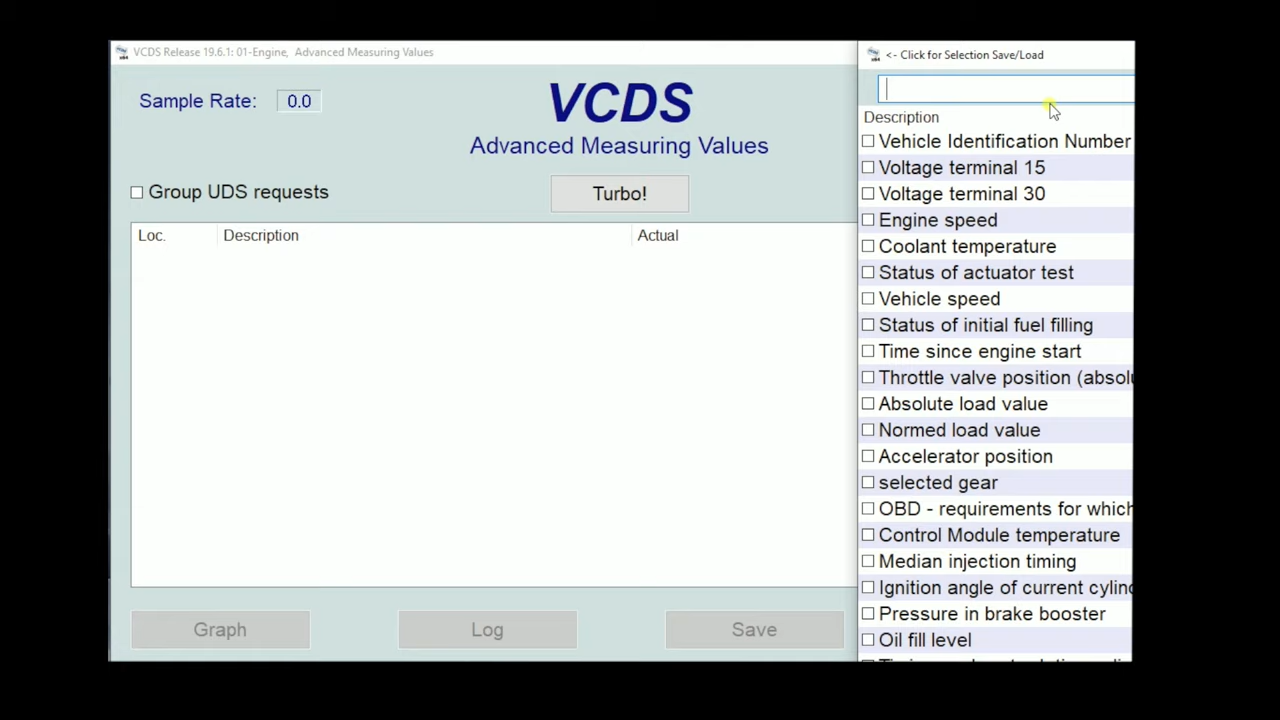 VCDS Release 19.6.1: 01-Engine, Advanced Measuring Values
Sample Rate: 0.0
VCDS
Advanced Measuring Values
Group UDS requests
Turbo!
Loc. Description Actual
Graph Log Save
<- Click for Selection Save/Load
Description
Vehicle Identification Number
Voltage terminal 15
Voltage terminal 30
Engine speed
Coolant temperature
Status of actuator test
Vehicle speed
Status of initial fuel filling
Time since engine start
Throttle valve position (absolu
Absolute load value
Normed load value
Accelerator position
selected gear
OBD - requirements for which
Control Module temperature
Median injection timing
Ignition angle of current cylind
Pressure in brake booster
Oil fill level